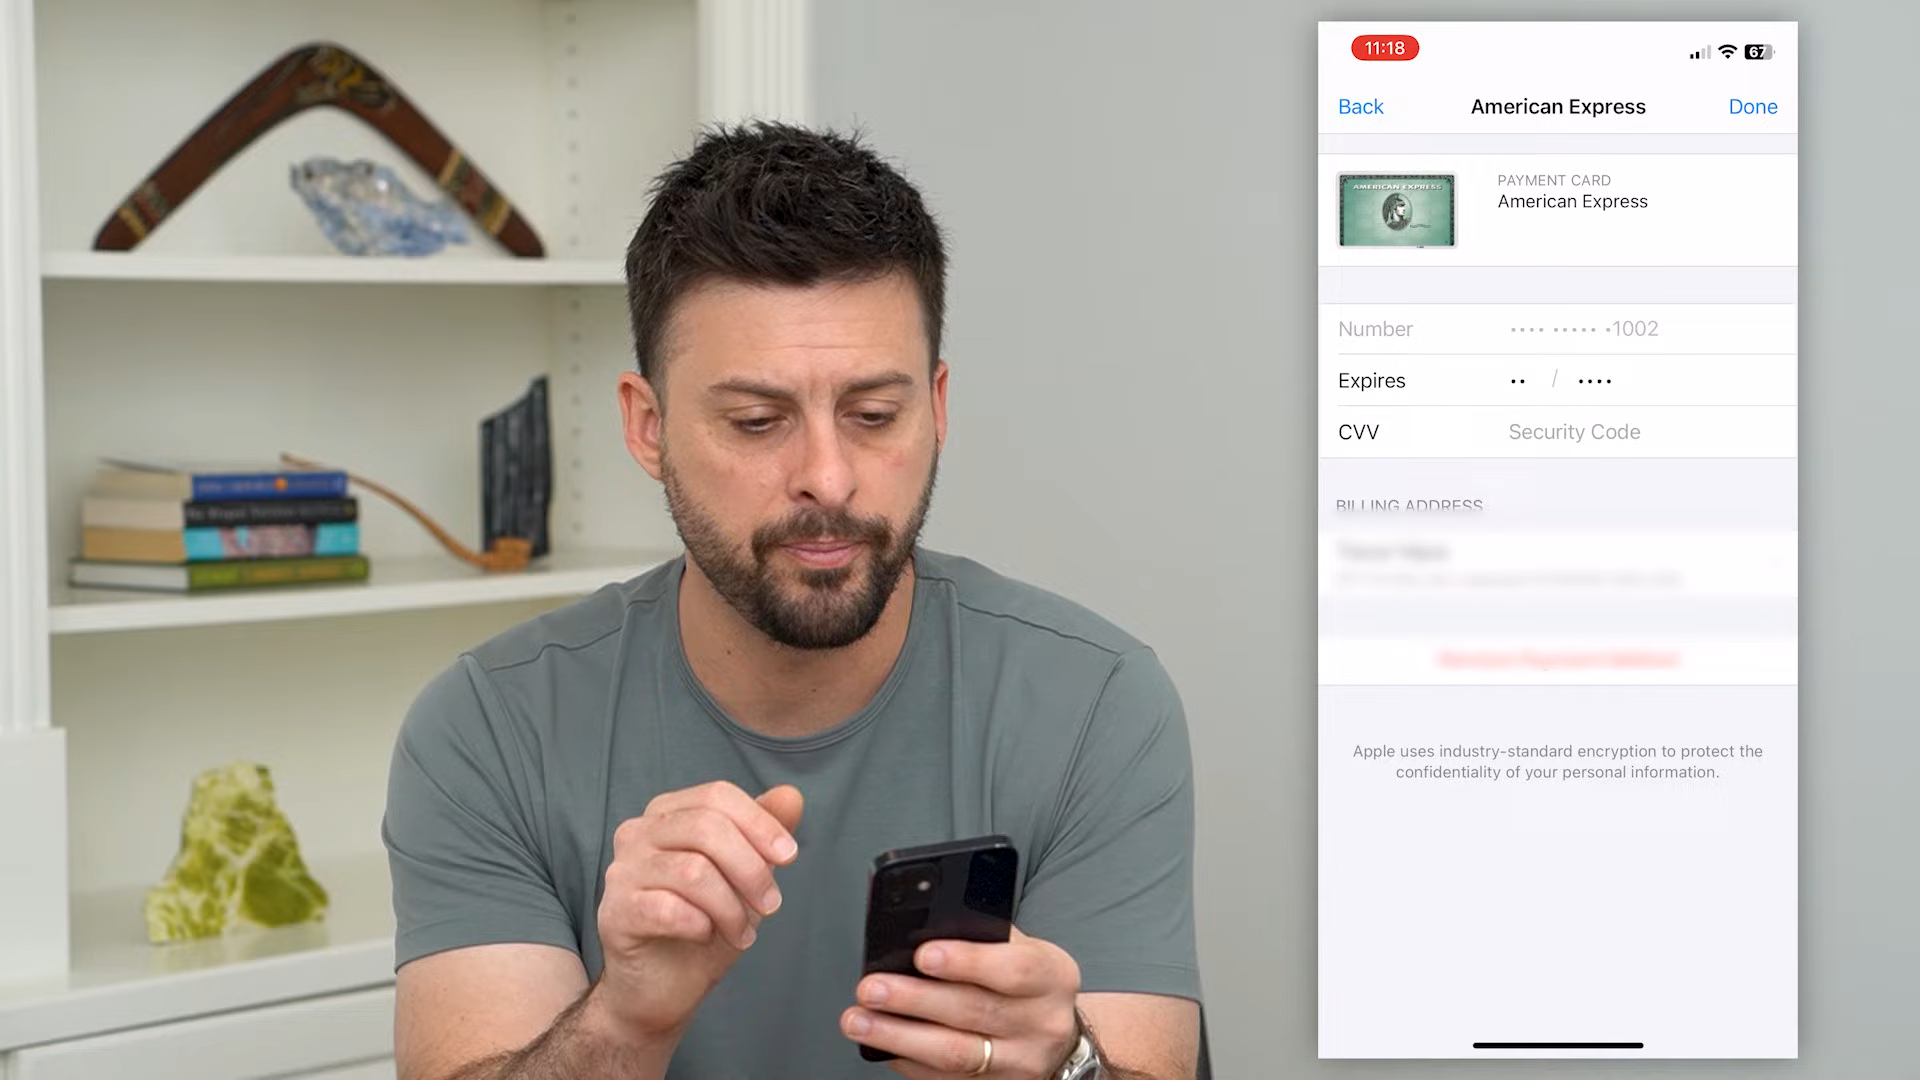 11:18
67
Back American Express Done
AMERICAN EXPRESS
PAYMENT CARD
American Express
Number •••• ••••• •1002
Expires •• / ••••
CVV Security Code
BILLING ADDRESS
Apple uses industry-standard encryption to protect the
confidentiality of your personal information.